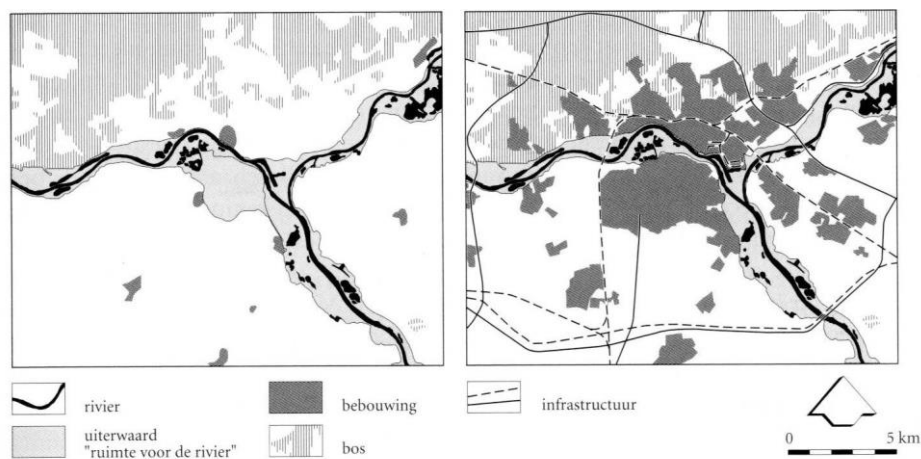 rivier
bebouwing
infrastructuur
uiterwaard
"ruimte voor de rivier"
bos
0 5 km